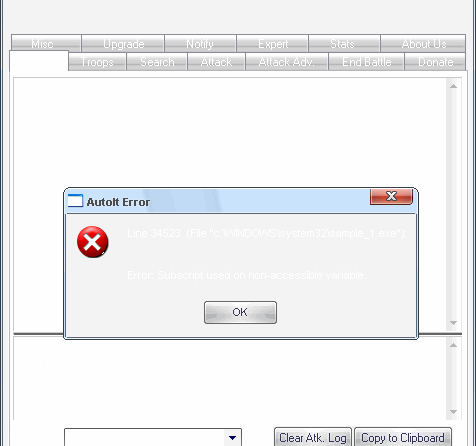 Misc Upgrade Notify Expert Stats About Us
Troops Search Attack Attack Adv. End Battle Donate
AutoIt Error
Line 24523 (File "c:\WINDOWS\system32\sample_1.exe"):
Error: Subscript used on non-accessible variable.
OK
Clear Atk. Log Copy to Clipboard